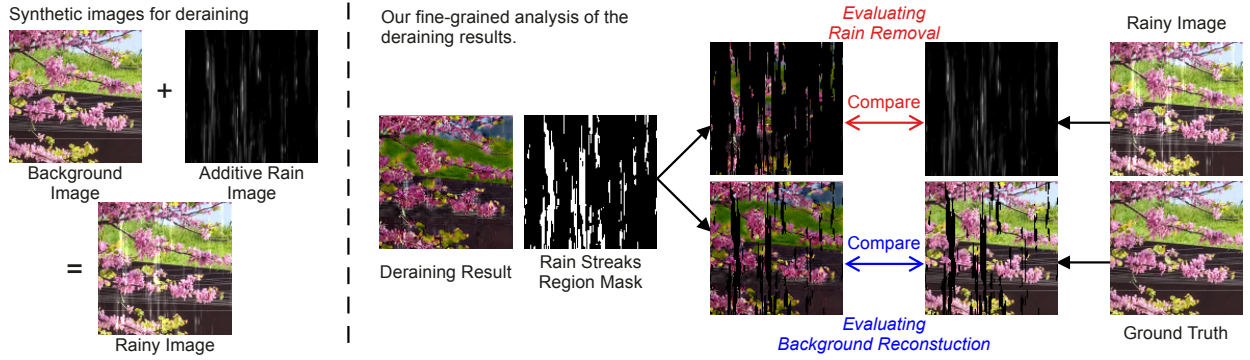 Synthetic images for deraining
+
Background
Image
Additive Rain
Image
=
Rainy Image
Our fine-grained analysis of the
deraining results.
Deraining Result
Rain Streaks
Region Mask
Evaluating
Rain Removal
Compare
Rainy Image
Compare
Evaluating
Background Reconstuction
Ground Truth